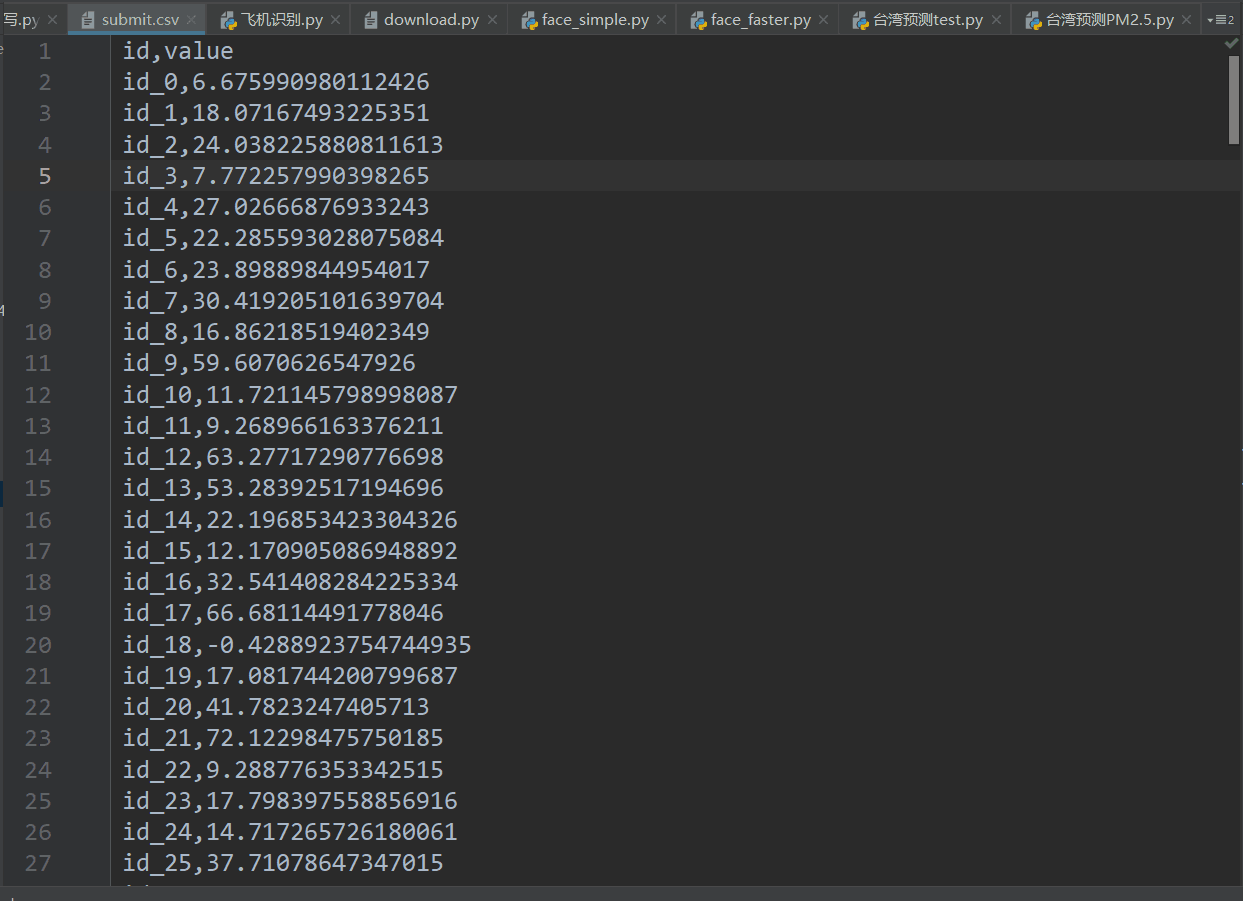 写.py submit.csv 飞机识别.py download.py face_simple.py face_faster.py 台湾预测test.py 台湾预测PM2.5.py 2
1 id,value
2 id_0,6.675990980112426
3 id_1,18.07167493225351
4 id_2,24.038225880811613
5 id_3,7.772257990398265
6 id_4,27.02666876933243
7 id_5,22.285593028075084
8 id_6,23.89889844954017
9 id_7,30.419205101639704
10 id_8,16.86218519402349
11 id_9,59.6070626547926
12 id_10,11.721145798998087
13 id_11,9.268966163376211
14 id_12,63.27717290776698
15 id_13,53.28392517194696
16 id_14,22.196853423304326
17 id_15,12.170905086948892
18 id_16,32.541408284225334
19 id_17,66.68114491778046
20 id_18,-0.4288923754744935
21 id_19,17.081744200799687
22 id_20,41.7823247405713
23 id_21,72.12298475750185
24 id_22,9.288776353342515
25 id_23,17.798397558856916
26 id_24,14.717265726180061
27 id_25,37.71078647347015